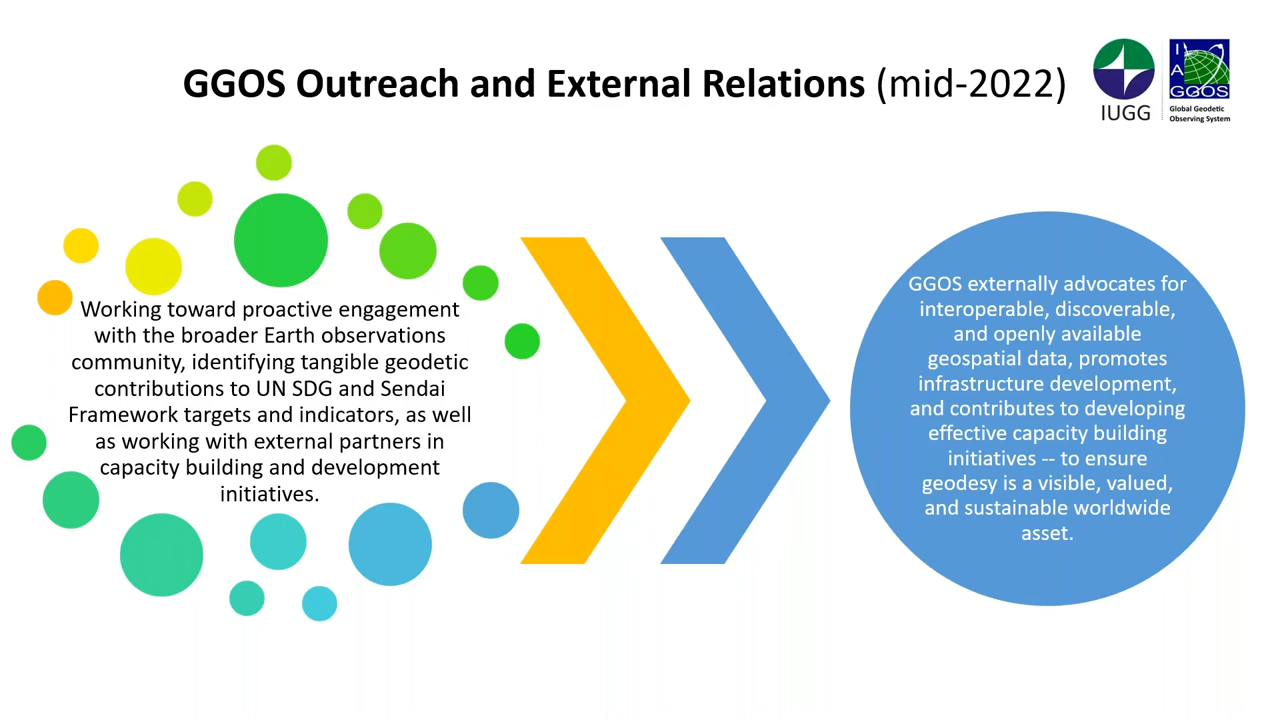 GGOS Outreach and External Relations (mid-2022)
IUGG
I
A
G
GGOS
Global Geodetic
Observing System
Working toward proactive engagement
with the broader Earth observations
community, identifying tangible geodetic
contributions to UN SDG and Sendai
Framework targets and indicators, as well
as working with external partners in
capacity building and development
initiatives.
GGOS externally advocates for
interoperable, discoverable,
and openly available
geospatial data, promotes
infrastructure development,
and contributes to developing
effective capacity building
initiatives -- to ensure
geodesy is a visible, valued,
and sustainable worldwide
asset.